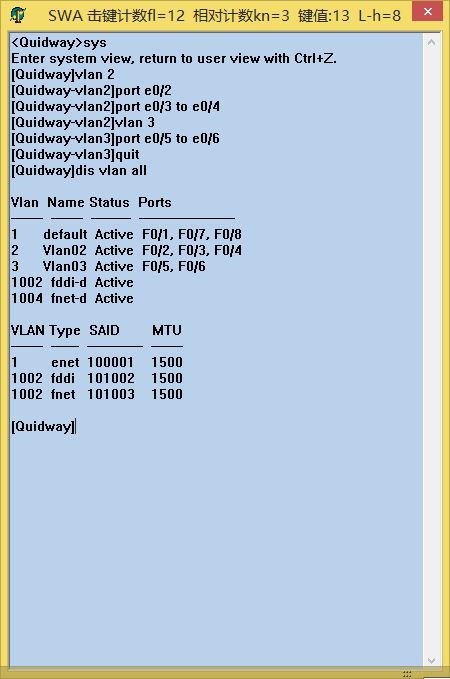 SWA 击键计数fl=12 相对计数kn=3 键值:13 L-h=8
<Quidway>sys
Enter system view, return to user view with Ctrl+Z.
[Quidway]vlan 2
[Quidway-vlan2]port e0/2
[Quidway-vlan2]port e0/3 to e0/4
[Quidway-vlan2]vlan 3
[Quidway-vlan3]port e0/5 to e0/6
[Quidway-vlan3]quit
[Quidway]dis vlan all
Vlan Name Status Ports
1 default Active F0/1, F0/7, F0/8
2 Vlan02 Active F0/2, F0/3, F0/4
3 Vlan03 Active F0/5, F0/6
1002 fddi-d Active
1004 fnet-d Active
VLAN Type SAID MTU
1 enet 100001 1500
1002 fddi 101002 1500
1002 fnet 101003 1500
[Quidway]